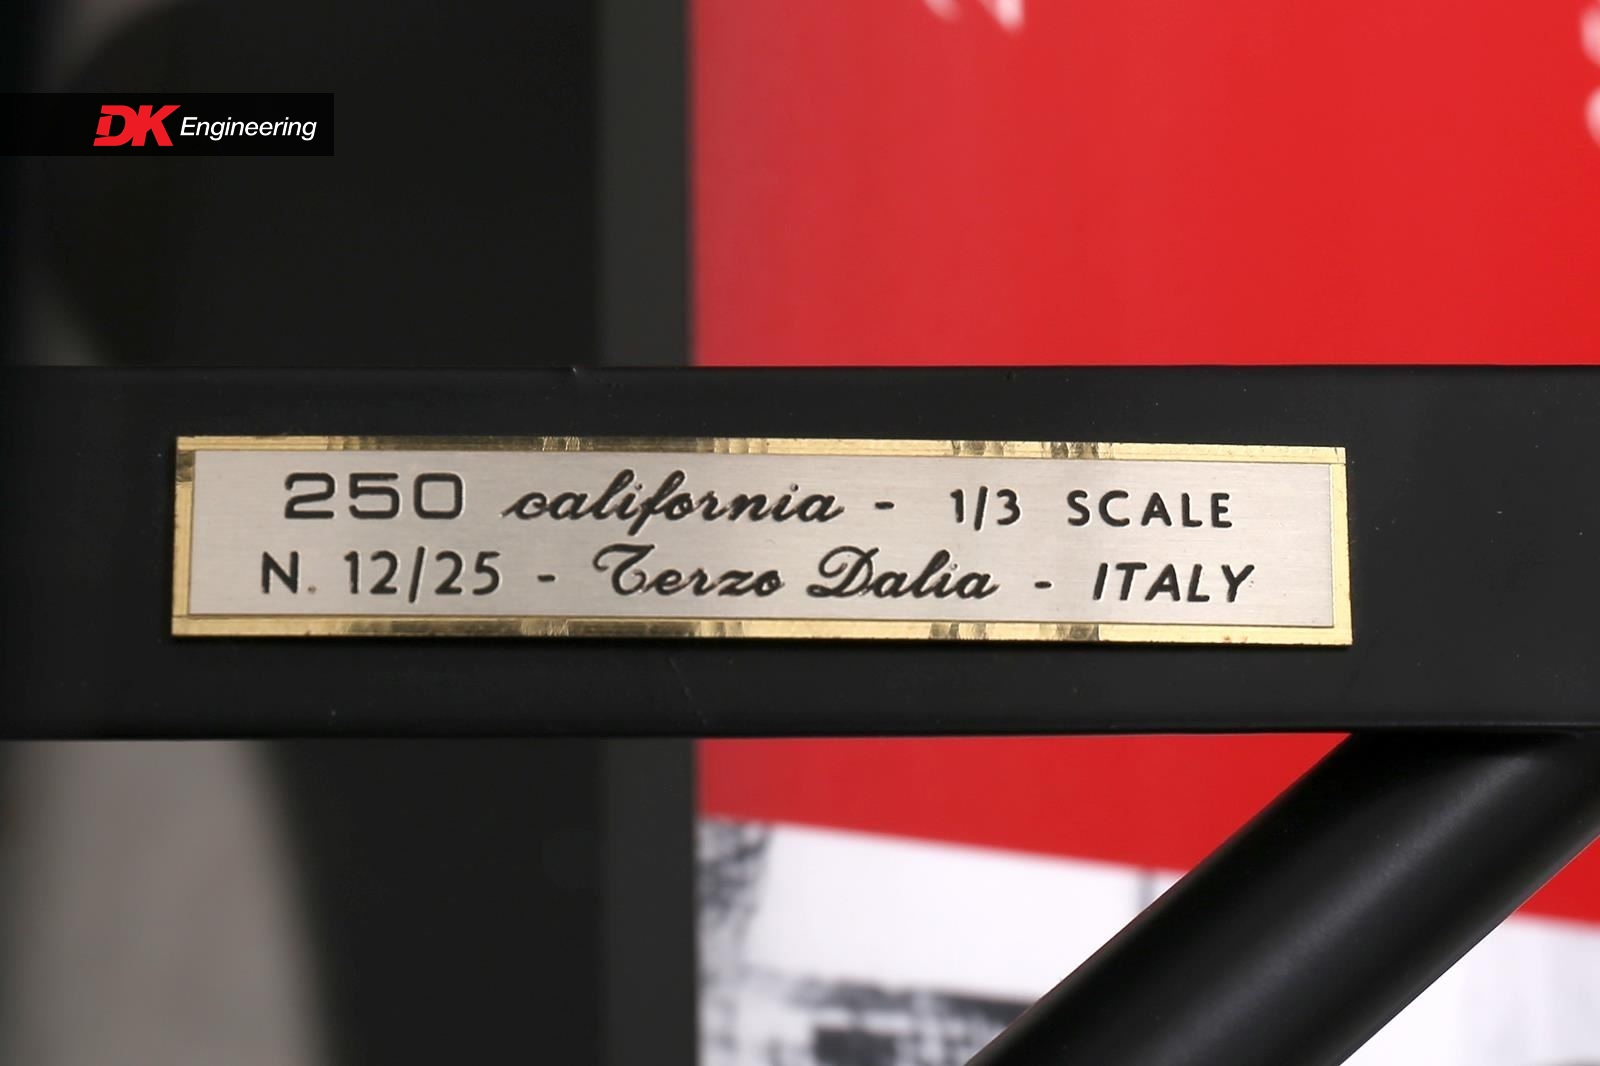 DK Engineering
250 california - 1/3 SCALE
N. 12/25 - Terzo Dalia - ITALY